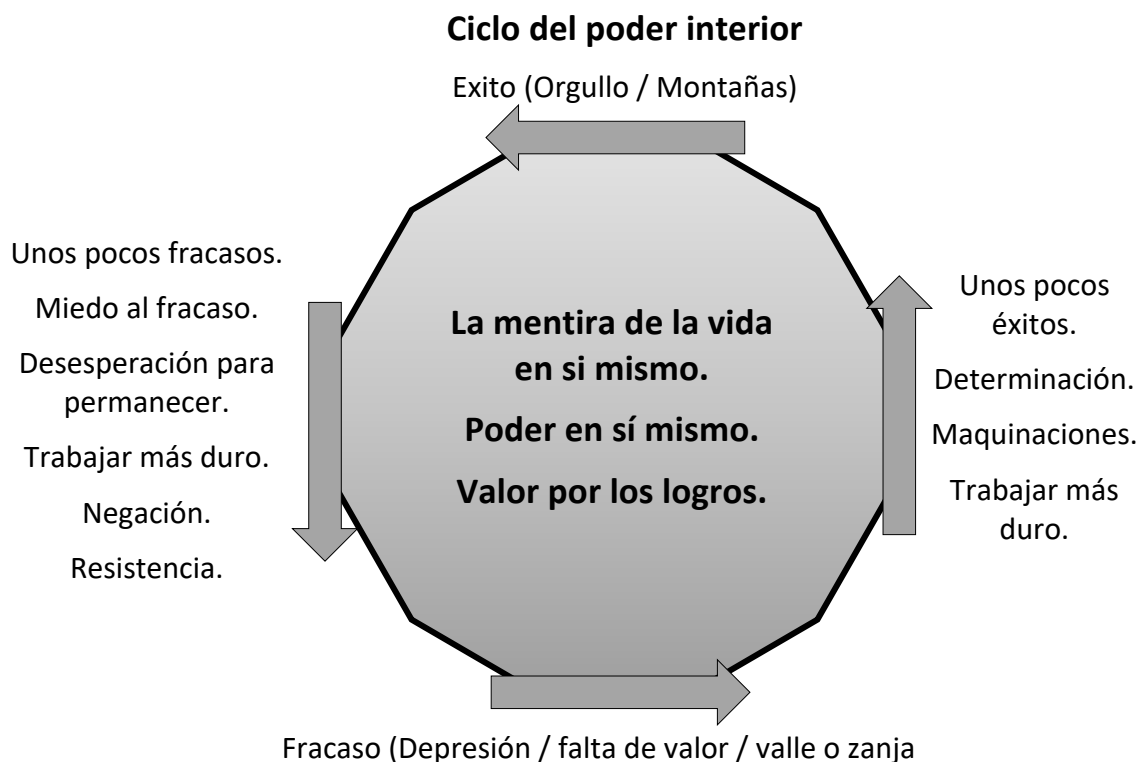 Ciclo del poder interior
Exito (Orgullo / Montañas)
Unos pocos fracasos.
Miedo al fracaso.
Desesperación para
permanecer.
Trabajar más duro.
Negación.
Resistencia.
La mentira de la vida
en si mismo.
Poder en sí mismo.
Valor por los logros.
Unos pocos
éxitos.
Determinación.
Maquinaciones.
Trabajar más
duro.
Fracaso (Depresión / falta de valor / valle o zanja